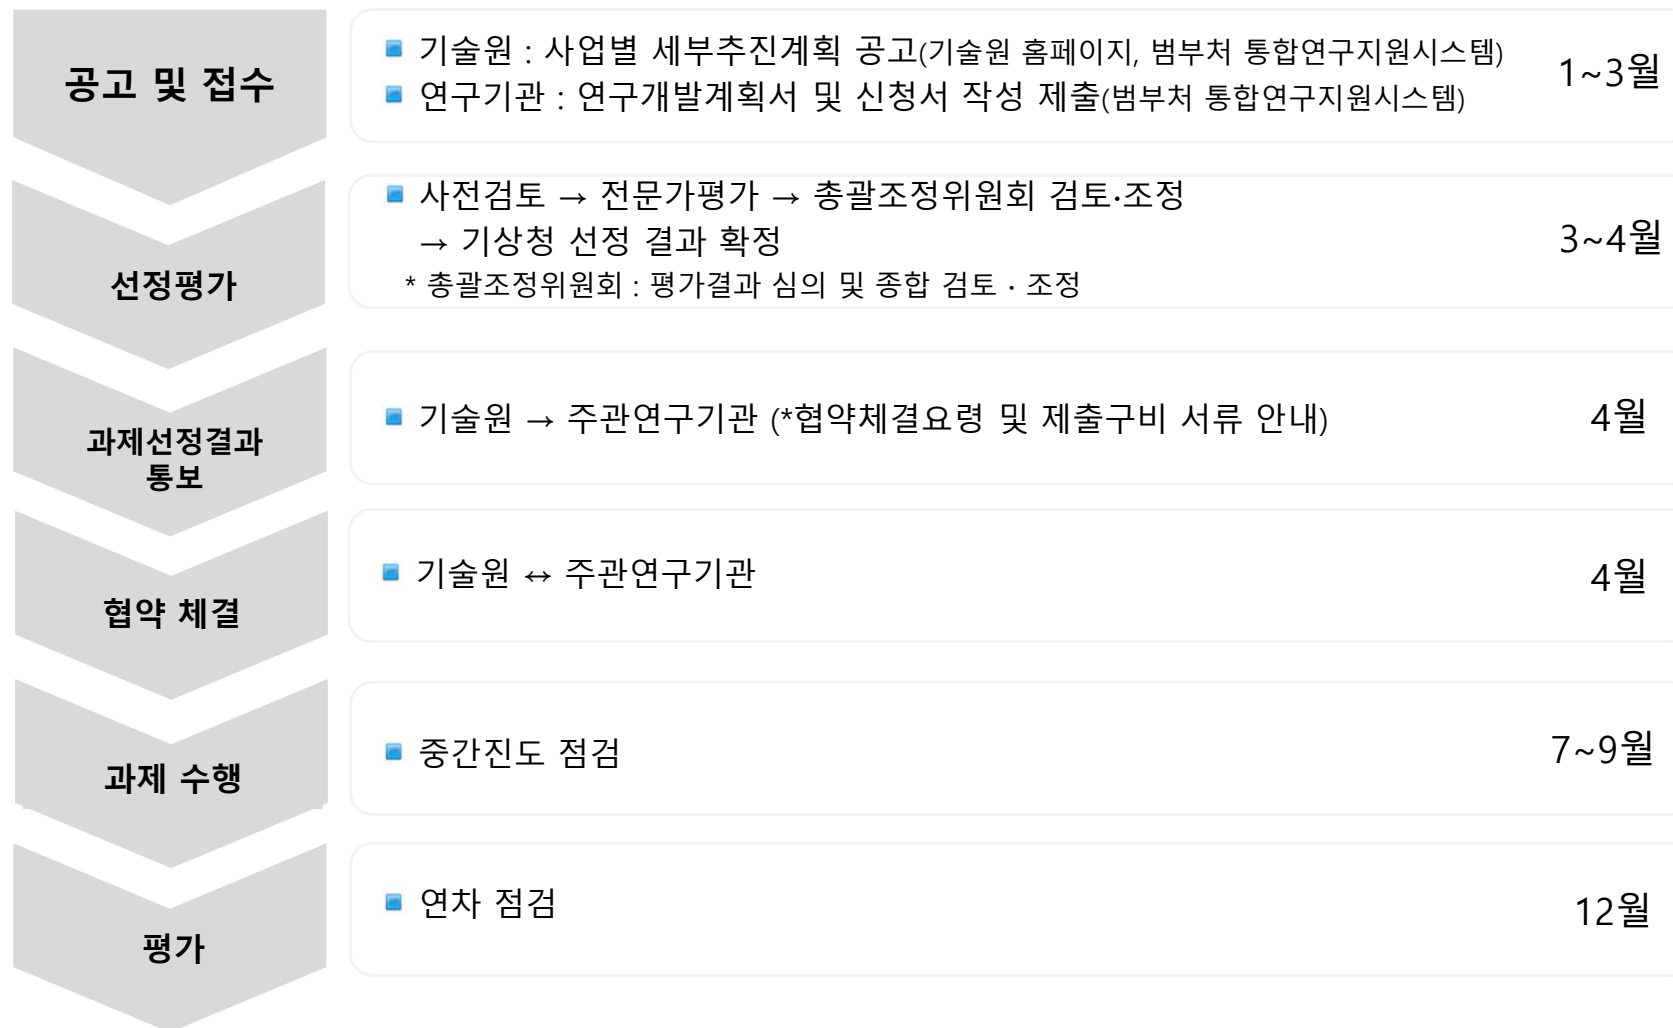 공고 및 접수
기술원 : 사업별 세부추진계획 공고(기술원 홈페이지, 범부처 통합연구지원시스템)
연구기관 : 연구개발계획서 및 신청서 작성 제출(범부처 통합연구지원시스템)
1~3월
선정평가
사전검토 → 전문가평가 → 총괄조정위원회 검토·조정
→ 기상청 선정 결과 확정
* 총괄조정위원회 : 평가결과 심의 및 종합 검토 · 조정
3~4월
과제선정결과
통보
기술원 → 주관연구기관 (*협약체결요령 및 제출구비 서류 안내)
4월
협약 체결
기술원 ↔ 주관연구기관
4월
과제 수행
중간진도 점검
7~9월
평가
연차 점검
12월